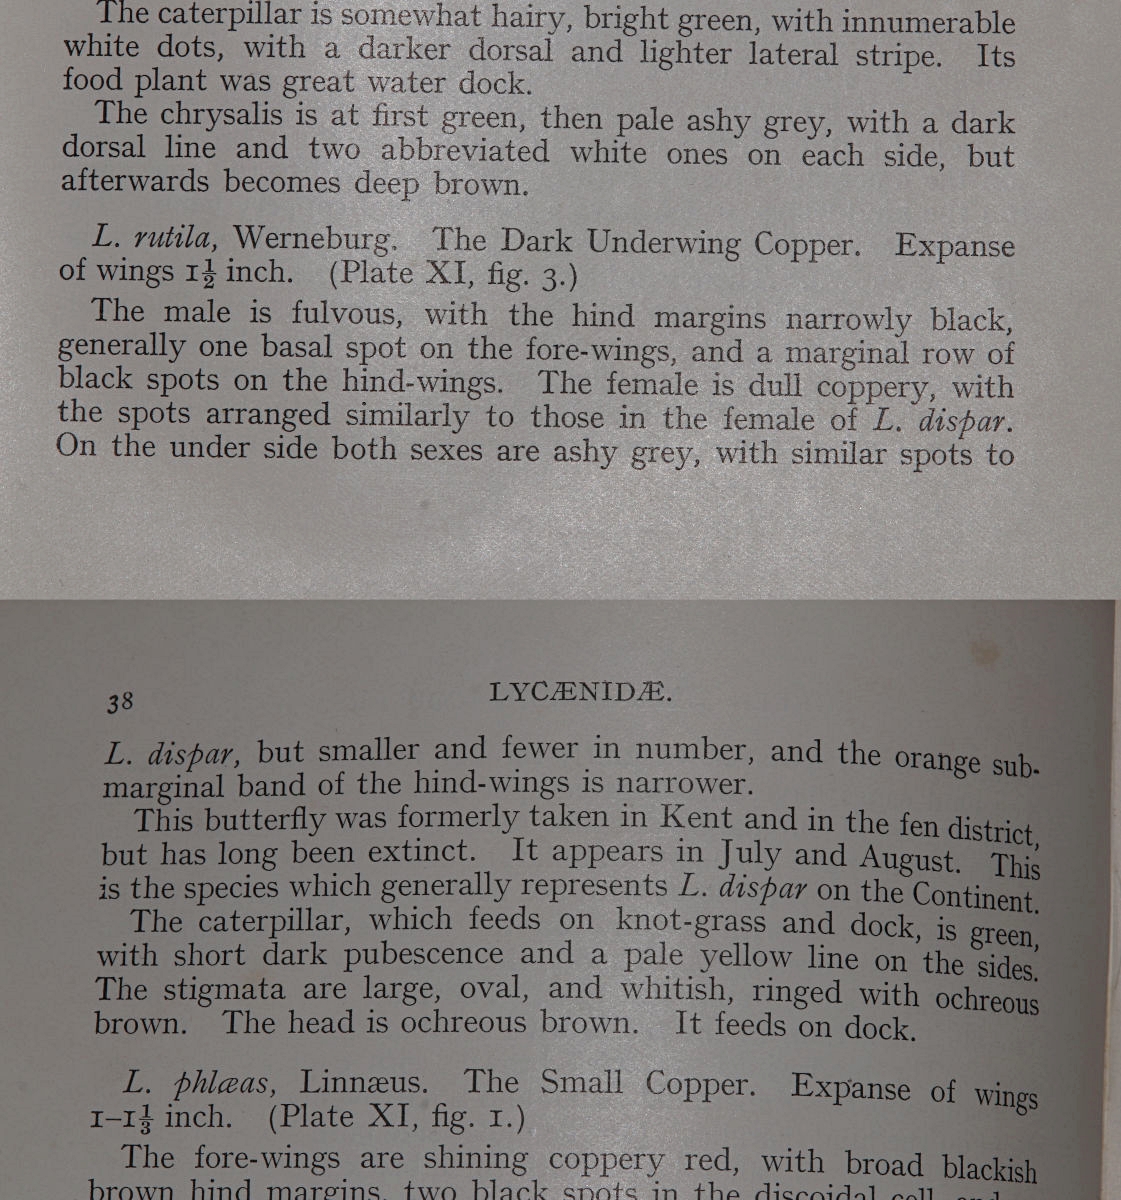 The caterpillar is somewhat hairy, bright green, with innumerable
white dots, with a darker dorsal and lighter lateral stripe. Its
food plant was great water dock.
The chrysalis is at first green, then pale ashy grey, with a dark
dorsal line and two abbreviated white ones on each side, but
afterwards becomes deep brown.
L. rutila, Werneburg. The Dark Underwing Copper. Expanse
of wings 1½ inch. (Plate XI, fig. 3.)
The male is fulvous, with the hind margins narrowly black,
generally one basal spot on the fore-wings, and a marginal row of
black spots on the hind-wings. The female is dull coppery, with
the spots arranged similarly to those in the female of L. dispar.
On the under side both sexes are ashy grey, with similar spots to
38 LYCÆNIDÆ.
L. dispar, but smaller and fewer in number, and the orange sub-
marginal band of the hind-wings is narrower.
This butterfly was formerly taken in Kent and in the fen district,
but has long been extinct. It appears in July and August. This
is the species which generally represents L. dispar on the Continent.
The caterpillar, which feeds on knot-grass and dock, is green,
with short dark pubescence and a pale yellow line on the sides.
The stigmata are large, oval, and whitish, ringed with ochreous
brown. The head is ochreous brown. It feeds on dock.
L. phlœas, Linnæus. The Small Copper. Expanse of wings
1–1⅓ inch. (Plate XI, fig. 1.)
The fore-wings are shining coppery red, with broad blackish
brown hind margins, two black spots in the discoidal cell and